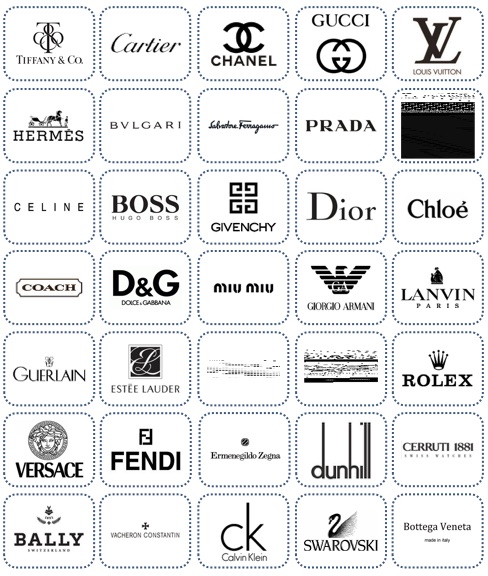 TIFFANY & CO.
Cartier
CHANEL
GUCCI
LOUIS VUITTON
HERMÈS
BVLGARI
Salvatore Ferragamo
PRADA
CELINE
BOSS
HUGO BOSS
GIVENCHY
Dior
Chloé
COACH
D&G
DOLCE & GABBANA
miu miu
GIORGIO ARMANI
LANVIN
PARIS
GUERLAIN
ESTĒE LAUDER
ROLEX
VERSACE
FENDI
Ermenegildo Zegna
dunhill
CERRUTI 1881
SWISS WATCHES
BALLY
SWITZERLAND
VACHERON CONSTANTIN
ck
Calvin Klein
SWAROVSKI
Bottega Veneta
made in italy